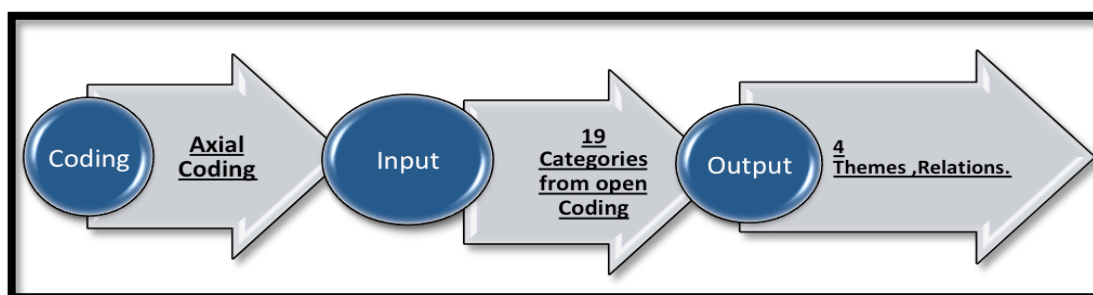 Coding
Axial
Coding
Input
19
Categories
from open
Coding
Output
4
Themes ,Relations.